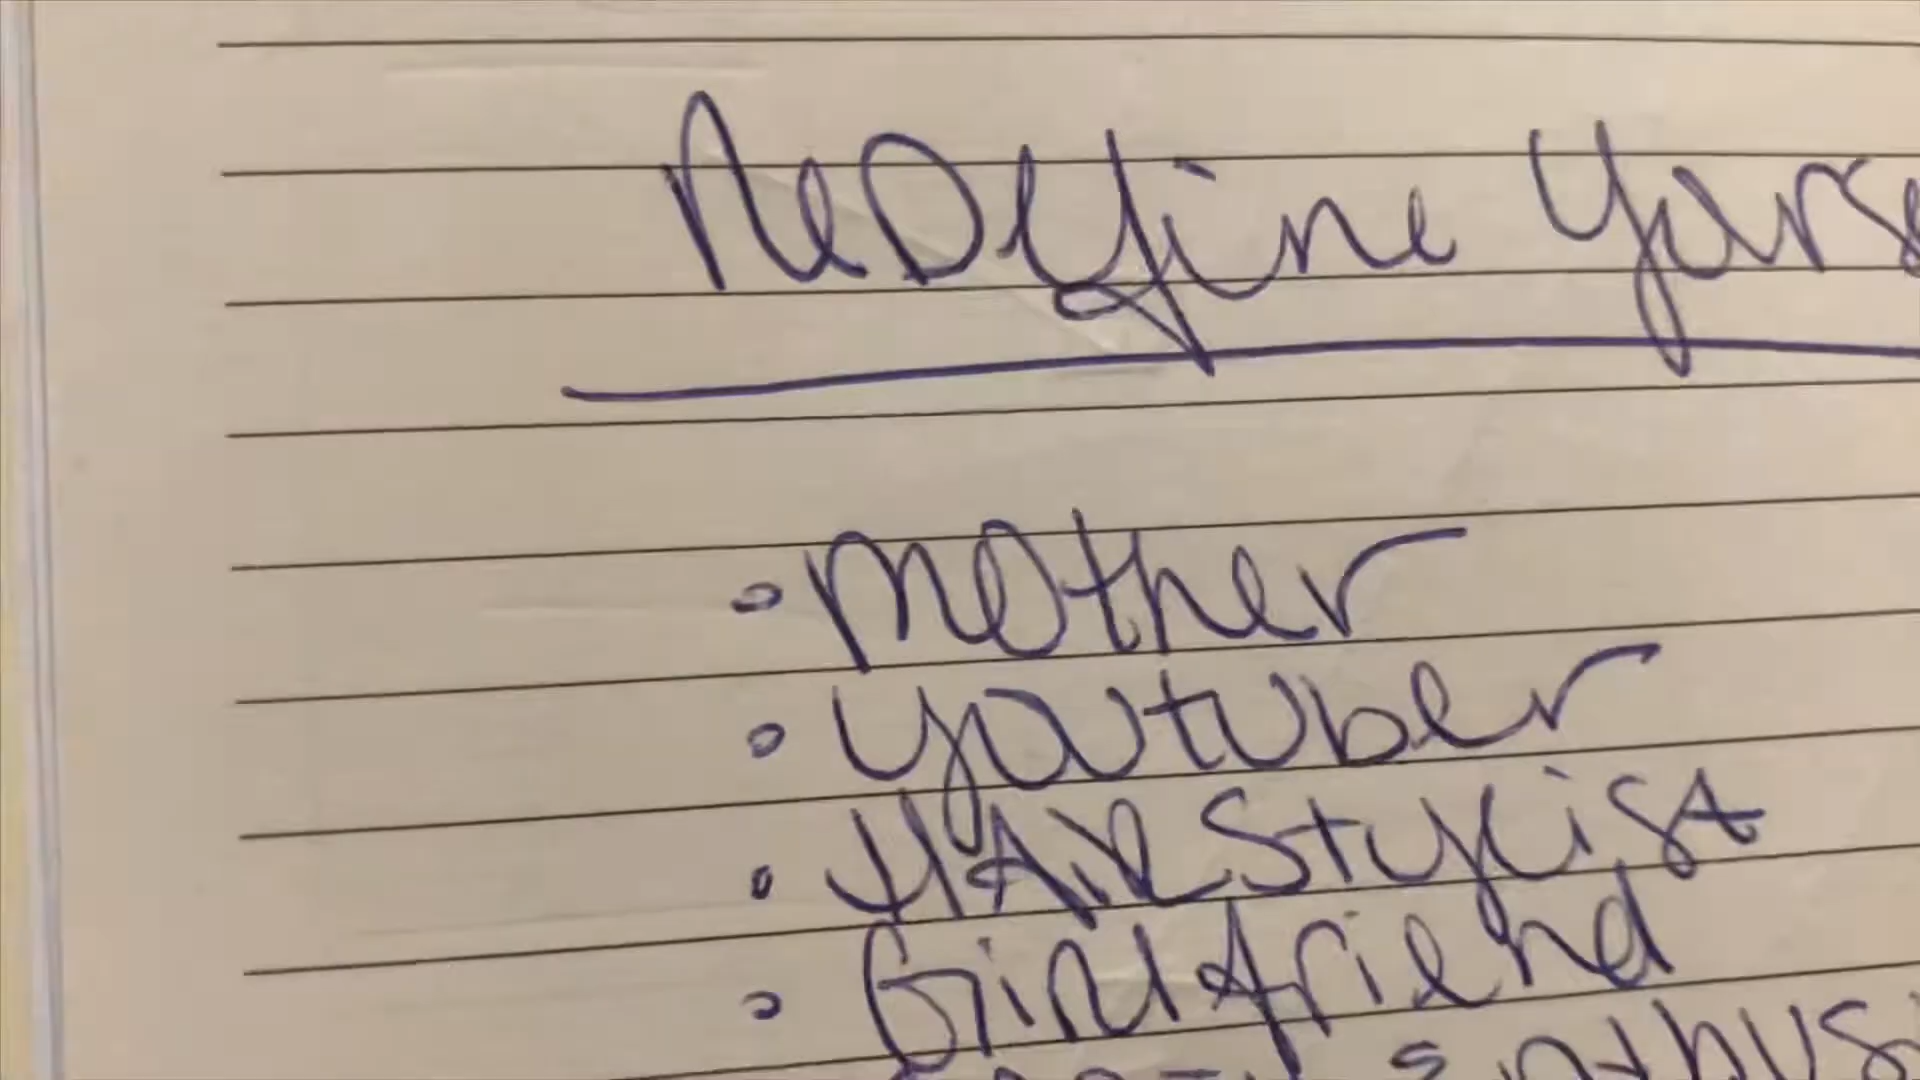 ReDefine Yourse
• mother
• youtuber
• HAIRStylist
• Girlfriend